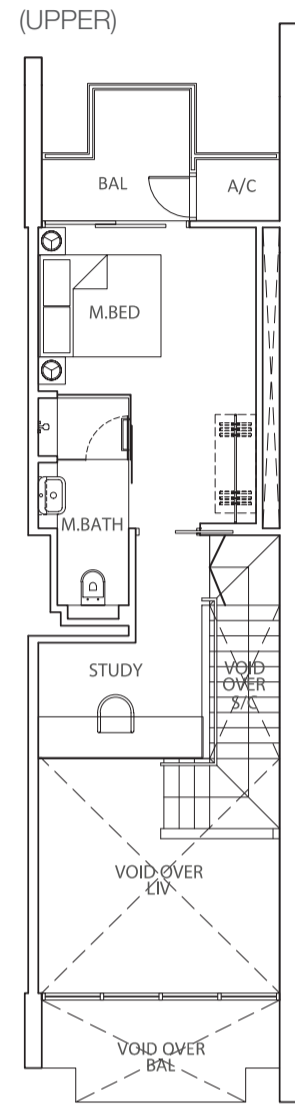 (UPPER)
BAL
A/C
M.BED
M.BATH
STUDY
VOID
OVER
S/C
VOID OVER
LIV
VOID OVER
BAL